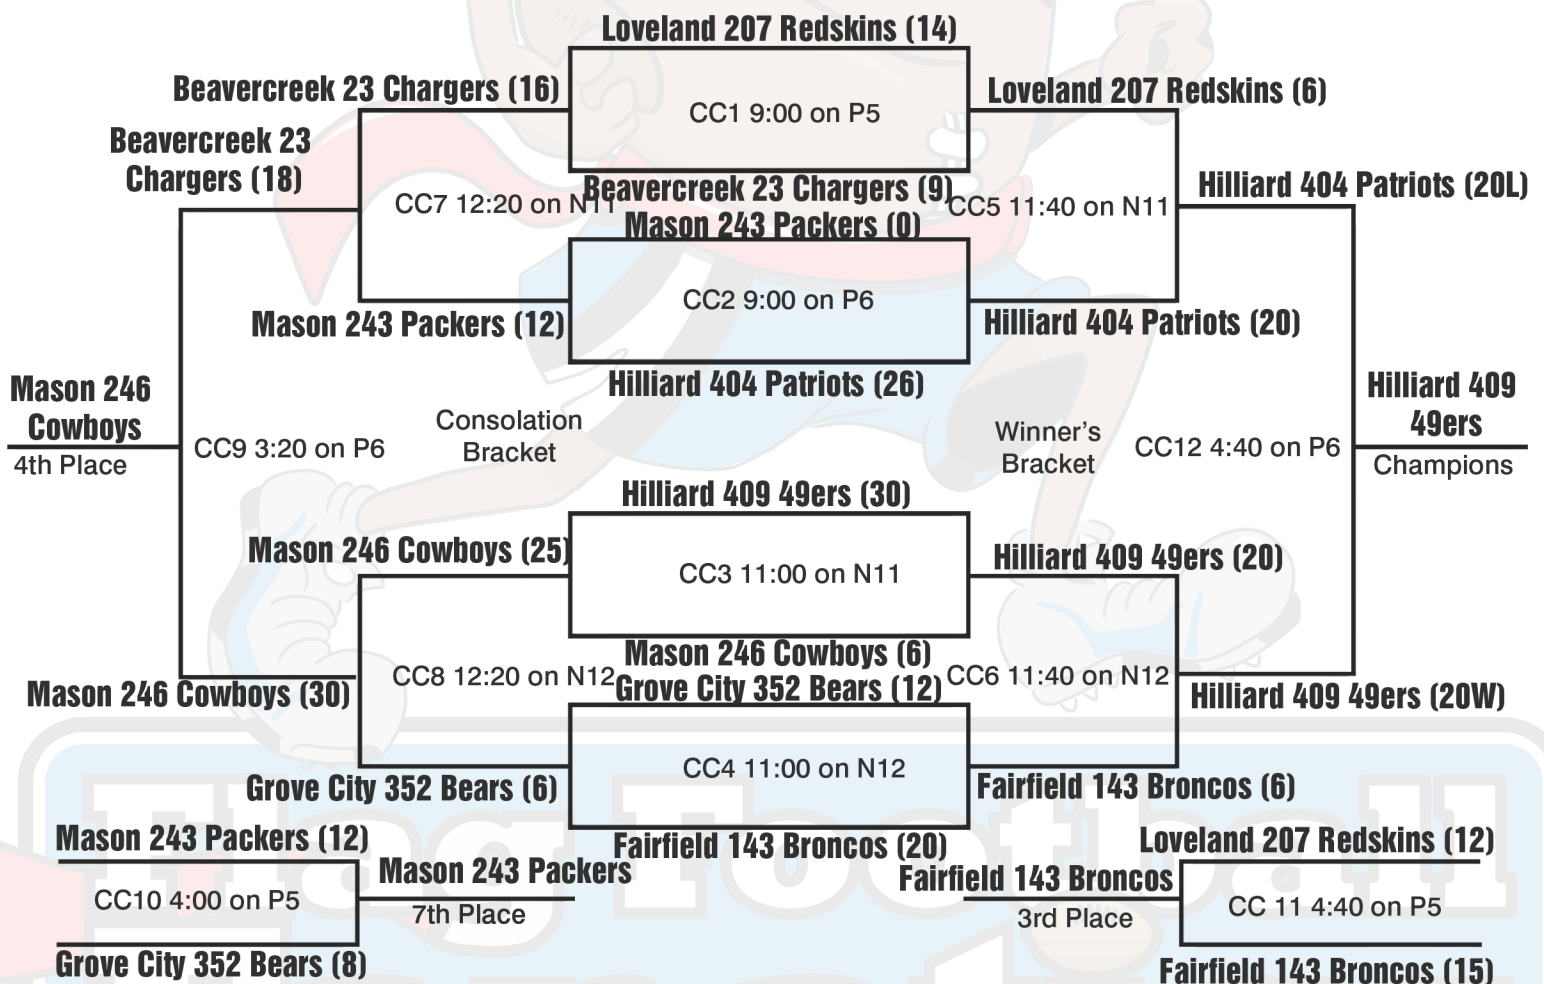 Loveland 207 Redskins (14)
Beavercreek 23 Chargers (16)
CC1 9:00 on P5
Loveland 207 Redskins (6)
Beavercreek 23
Chargers (18)
Beavercreek 23 Chargers (9)
CC7 12:20 on N11
CC5 11:40 on N11
Hilliard 404 Patriots (20L)
Mason 243 Packers (0)
CC2 9:00 on P6
Mason 243 Packers (12)
Hilliard 404 Patriots (20)
Hilliard 404 Patriots (26)
Mason 246
Cowboys
4th Place
CC9 3:20 on P6
Consolation
Bracket
Winner's
Bracket
CC12 4:40 on P6
Hilliard 409
49ers
Champions
Hilliard 409 49ers (30)
Mason 246 Cowboys (25)
CC3 11:00 on N11
Hilliard 409 49ers (20)
Mason 246 Cowboys (6)
CC8 12:20 on N12
CC6 11:40 on N12
Grove City 352 Bears (12)
Mason 246 Cowboys (30)
Hilliard 409 49ers (20W)
CC4 11:00 on N12
Grove City 352 Bears (6)
Fairfield 143 Broncos (6)
Fairfield 143 Broncos (20)
Mason 243 Packers (12)
CC10 4:00 on P5
Grove City 352 Bears (8)
Mason 243 Packers
7th Place
Fairfield 143 Broncos
3rd Place
Loveland 207 Redskins (12)
CC 11 4:40 on P5
Fairfield 143 Broncos (15)
Flag Football